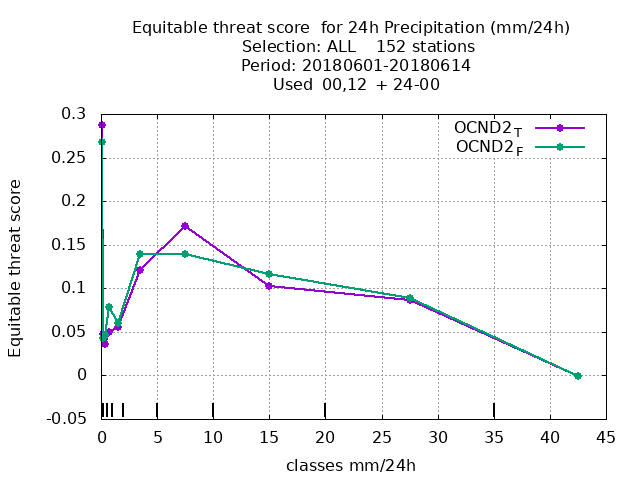 Equitable threat score  for 24h Precipitation (mm/24h)
Selection: ALL    152 stations
Period: 20180601-20180614
Used  00,12  + 24-00
OCND2T
OCND2F
Equitable threat score
0.3
0.25
0.2
0.15
0.1
0.05
0
-0.05
0 5 10 15 20 25 30 35 40 45
classes mm/24h